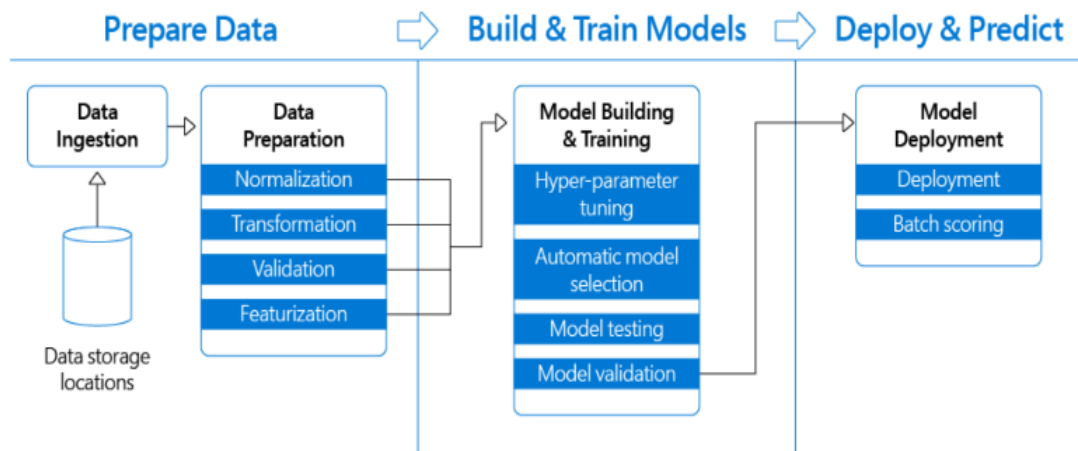 Prepare Data
Build & Train Models
Deploy & Predict
Data
Ingestion
Data storage
locations
Data
Preparation
Normalization
Transformation
Validation
Featurization
Model Building
& Training
Hyper-parameter
tuning
Automatic model
selection
Model testing
Model validation
Model
Deployment
Deployment
Batch scoring